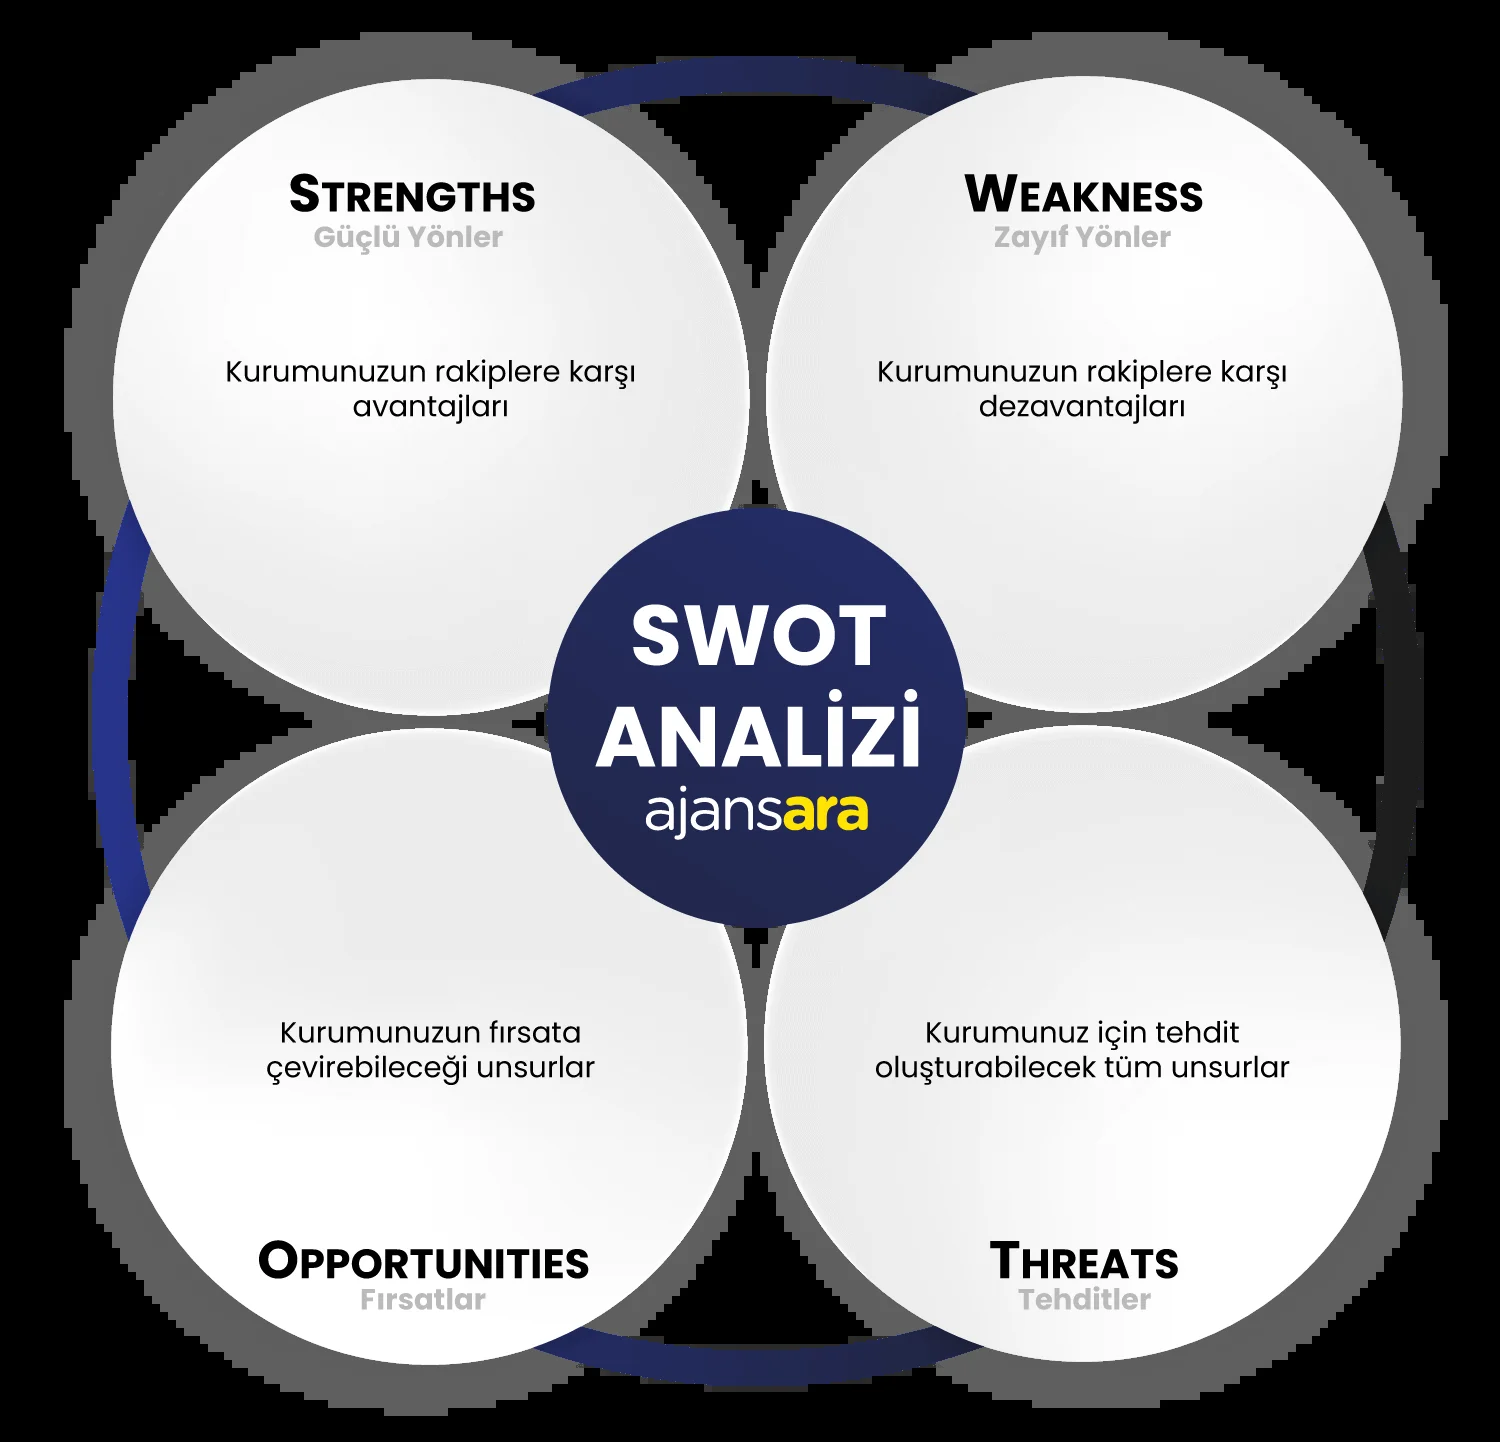 STRENGTHS
Güçlü Yönler
Kurumunuzun rakiplere karşı
avantajları
WEAKNESS
Zayıf Yönler
Kurumunuzun rakiplere karşı
dezavantajları
SWOT
ANALİZİ
ajansara
Kurumunuzun fırsata
çevirebileceği unsurlar
OPPORTUNITIES
Fırsatlar
Kurumunuz için tehdit
oluşturabilecek tüm unsurlar
THREATS
Tehditler